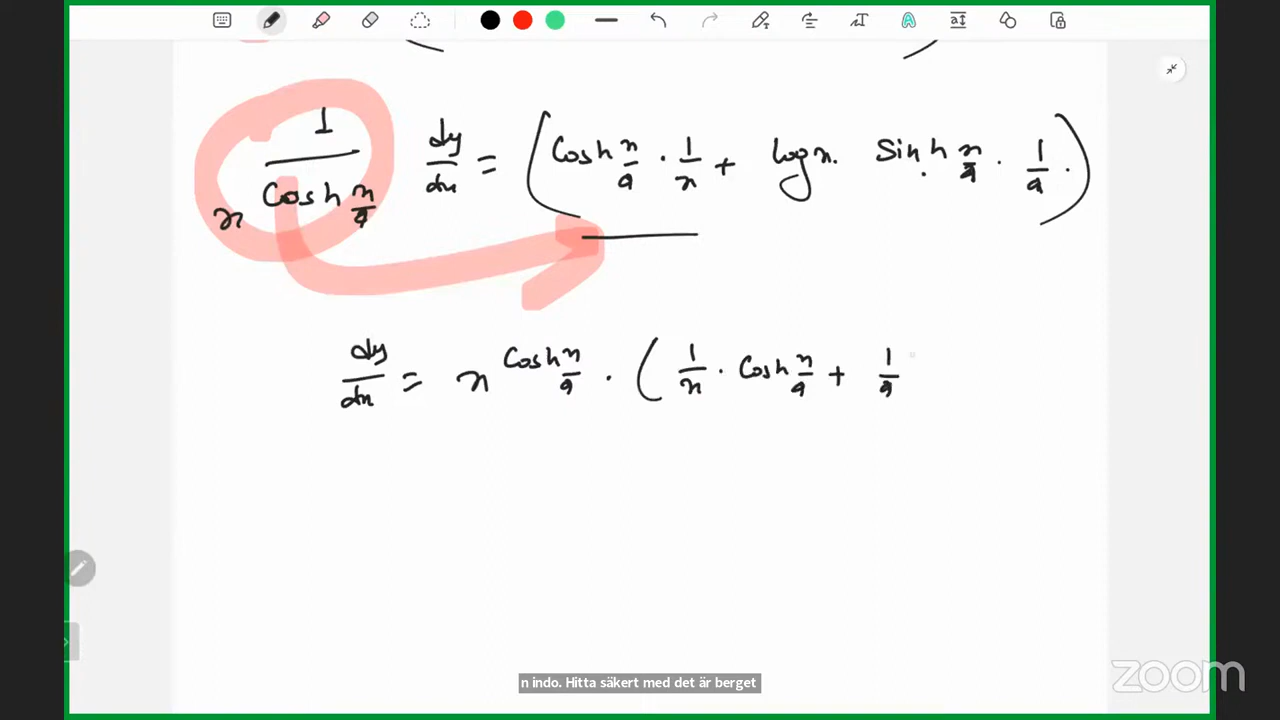 1 / x^(Cosh x/a) dy/dx = (Cosh x/a · 1/x + log x. Sinh x/a · 1/a.)
dy/dx = x^(Cosh x/a) · (1/x · Cosh x/a + 1/a
n indo. Hitta säkert med det är berget
zoom